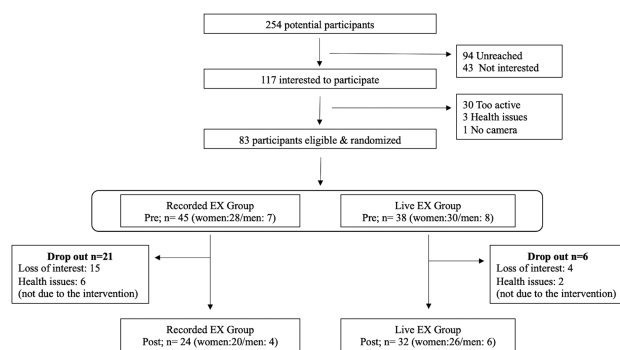 254 potential participants
94 Unreached
43  Not interested
117 interested to participate
30 Too active
3 Health issues
1 No camera
83 participants eligible & randomized
Recorded EX Group
Pre; n= 45 (women:28/men: 7)
Live EX Group
Pre; n= 38 (women:30/men: 8)
Drop out n=21
Loss of interest: 15
Health issues: 6
(not due to the intervention)
Drop out n=6
Loss of interest: 4
Health issues: 2
(not due to the intervention)
Recorded EX Group
Post; n= 24 (women:20/men: 4)
Live EX Group
Post; n= 32 (women:26/men: 6)